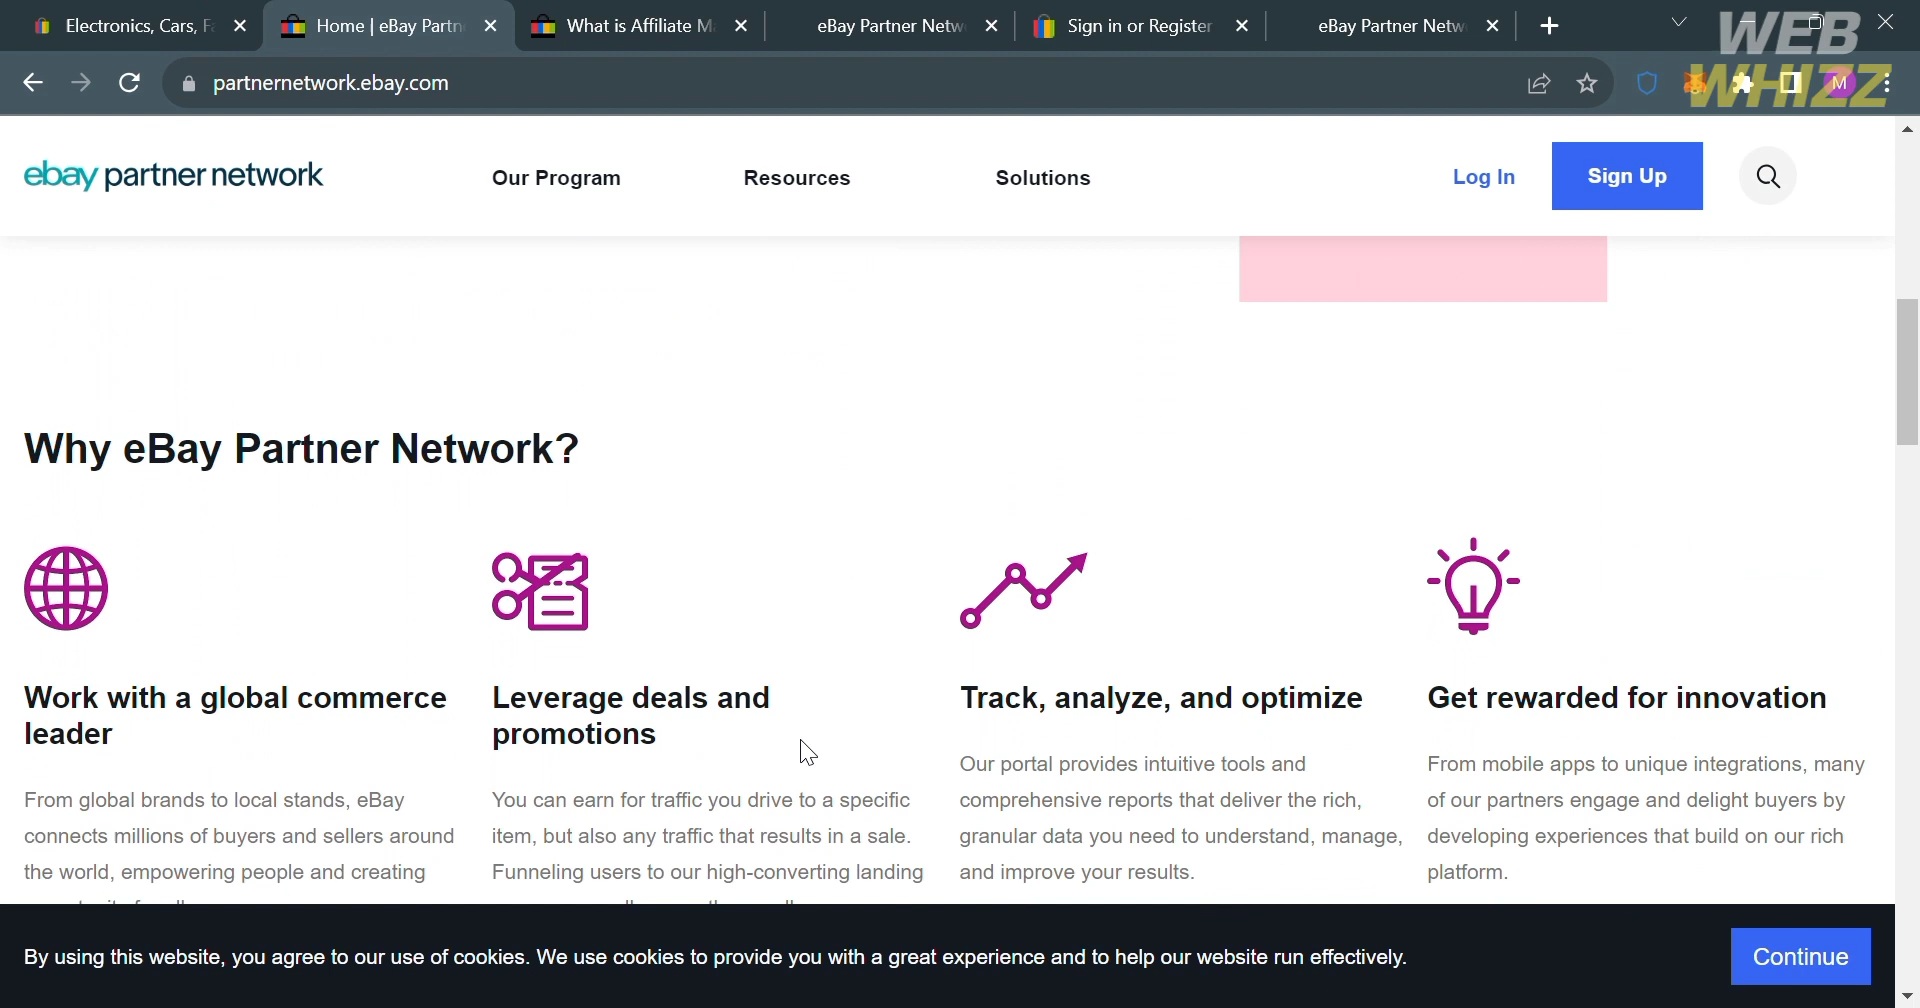 Electronics, Cars, F
Home | eBay Partn
What is Affiliate M
eBay Partner Netw
Sign in or Register
eBay Partner Netw
WEB
WHIZZ
partnernetwork.ebay.com
M
ebay partner network
Our Program
Resources
Solutions
Log In
Sign Up
Why eBay Partner Network?
Work with a global commerce
leader
From global brands to local stands, eBay
connects millions of buyers and sellers around
the world, empowering people and creating
Leverage deals and
promotions
You can earn for traffic you drive to a specific
item, but also any traffic that results in a sale.
Funneling users to our high-converting landing
Track, analyze, and optimize
Our portal provides intuitive tools and
comprehensive reports that deliver the rich,
granular data you need to understand, manage,
and improve your results.
Get rewarded for innovation
From mobile apps to unique integrations, many
of our partners engage and delight buyers by
developing experiences that build on our rich
platform.
By using this website, you agree to our use of cookies. We use cookies to provide you with a great experience and to help our website run effectively.
Continue